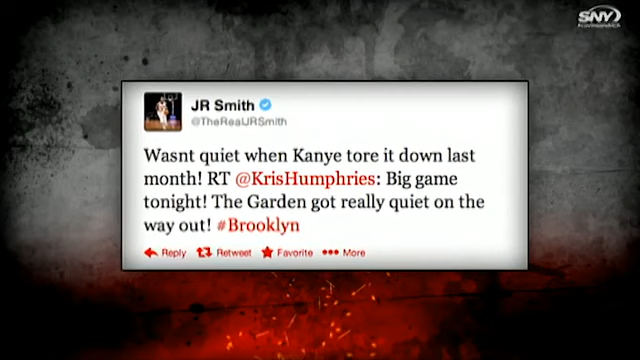 SNY
JR Smith
@TheRealJRSmith
Wasnt quiet when Kanye tore it down last
month! RT @KrisHumphries: Big game
tonight! The Garden got really quiet on the
way out! #Brooklyn
Reply Retweet Favorite More